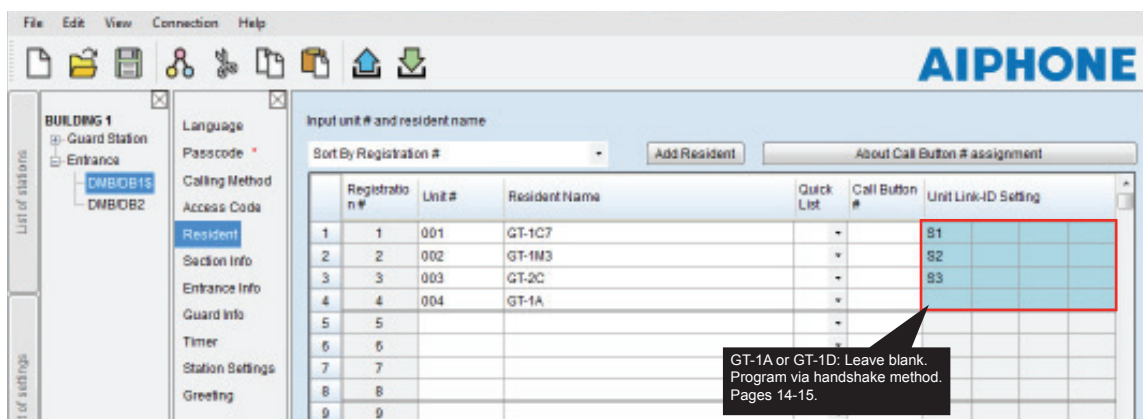 File Edit View Connection Help
AIPHONE
List of stations
BUILDING 1
Guard Station
Entrance
DMB/DB1S
DMB/DB2
of settings
Language
Passcode *
Calling Method
Access Code
Resident
Section Info
Entrance Info
Guard Info
Timer
Station Settings
Greeting
Input unit # and resident name
Sort By Registration # Add Resident About Call Button # assignment
Registratio n # Unit # Resident Name Quick List Call Button # Unit Link-ID Setting
1 1 001 GT-1C7 S1
2 2 002 GT-1M3 S2
3 3 003 GT-2C S3
4 4 004 GT-1A
5 5
6 6
7 7
8 8
9 9
GT-1A or GT-1D: Leave blank.
Program via handshake method.
Pages 14-15.